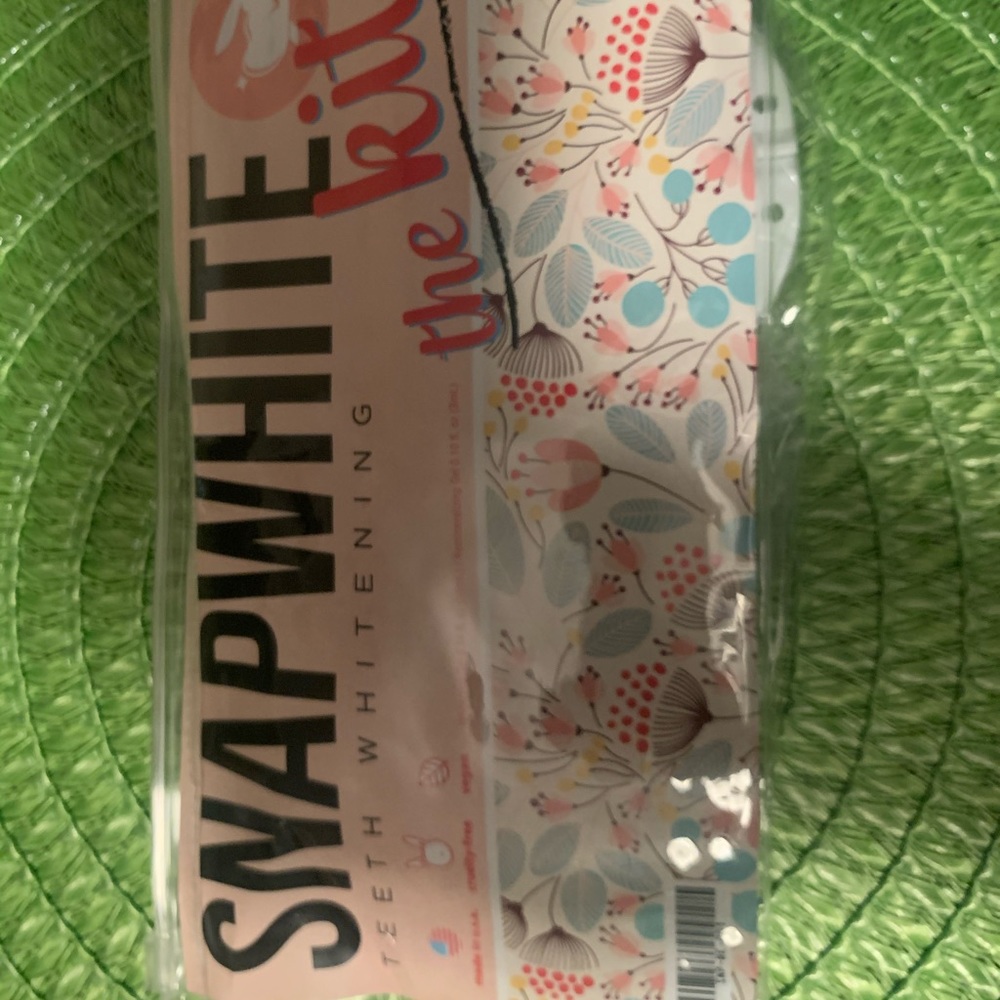 SNAPWHITE
TEETH WHITENING
the kit
made in U.S.A.
cruelty-free
vegan